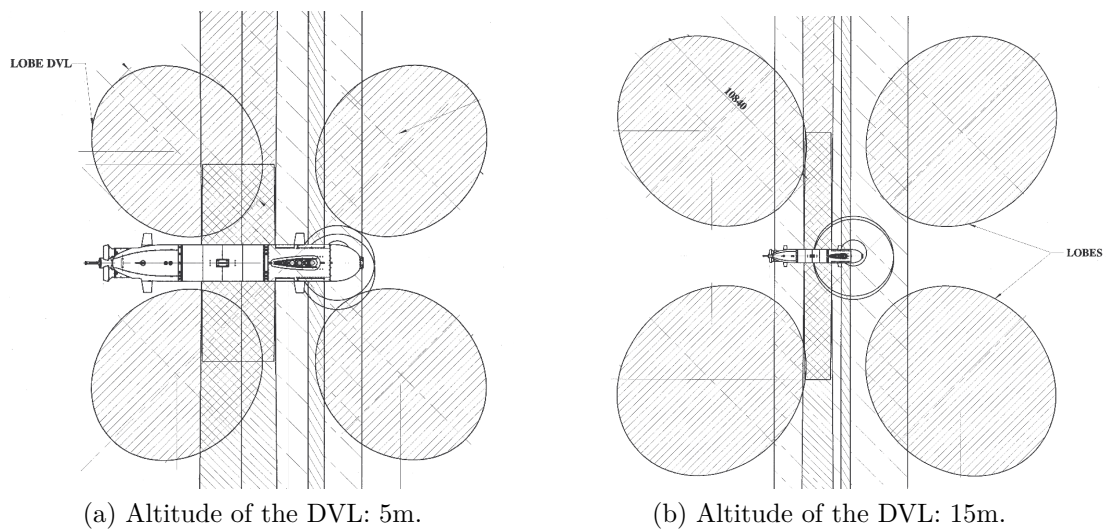 LOBE DVL
10840
LOBES
(a) Altitude of the DVL: 5m.
(b) Altitude of the DVL: 15m.